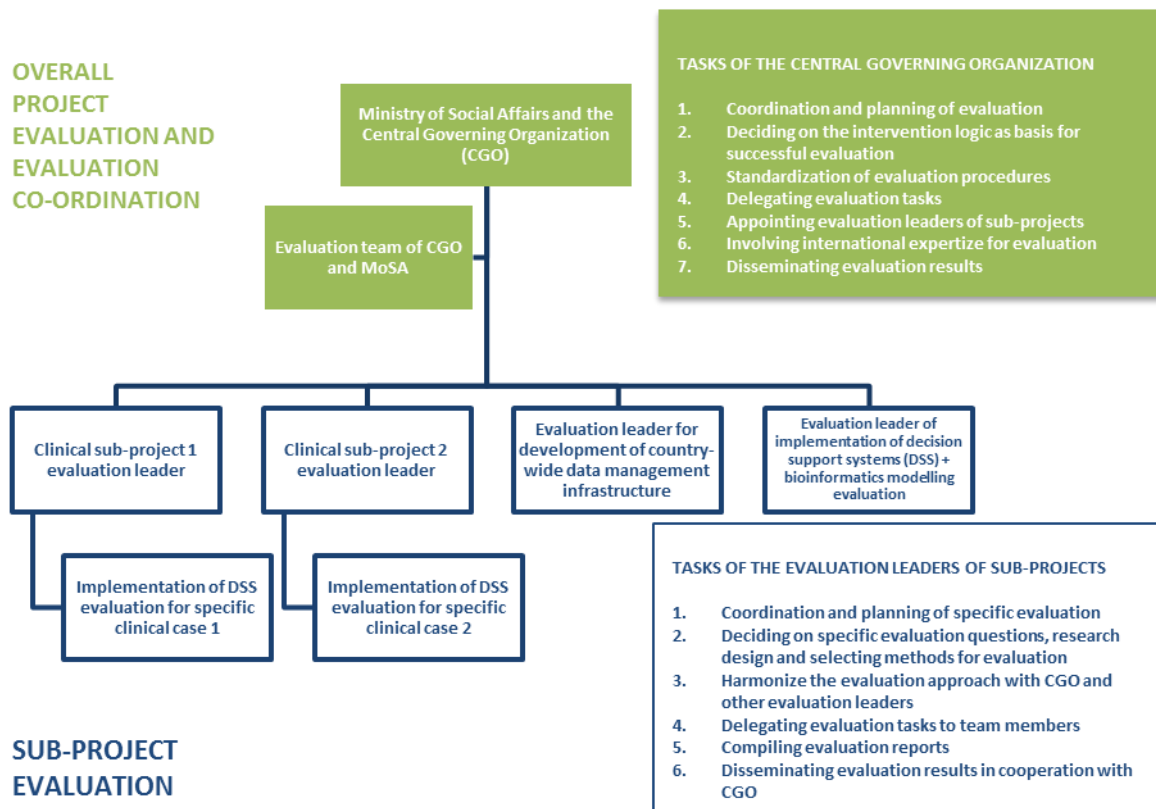 OVERALL
PROJECT
EVALUATION AND
EVALUATION
CO-ORDINATION
Ministry of Social Affairs and the
Central Governing Organization
(CGO)
Evaluation team of CGO
and MoSA
TASKS OF THE CENTRAL GOVERNING ORGANIZATION
1. Coordination and planning of evaluation
2. Deciding on the intervention logic as basis for
successful evaluation
3. Standardization of evaluation procedures
4. Delegating evaluation tasks
5. Appointing evaluation leaders of sub-projects
6. Involving international expertize for evaluation
7. Disseminating evaluation results
Clinical sub-project 1
evaluation leader
Clinical sub-project 2
evaluation leader
Evaluation leader for
development of country-
wide data management
infrastructure
Evaluation leader of
implementation of decision
support systems (DSS) +
bioinformatics modelling
evaluation
Implementation of DSS
evaluation for specific
clinical case 1
Implementation of DSS
evaluation for specific
clinical case 2
TASKS OF THE EVALUATION LEADERS OF SUB-PROJECTS
1. Coordination and planning of specific evaluation
2. Deciding on specific evaluation questions, research
design and selecting methods for evaluation
3. Harmonize the evaluation approach with CGO and
other evaluation leaders
4. Delegating evaluation tasks to team members
5. Compiling evaluation reports
6. Disseminating evaluation results in cooperation with
CGO
SUB-PROJECT
EVALUATION